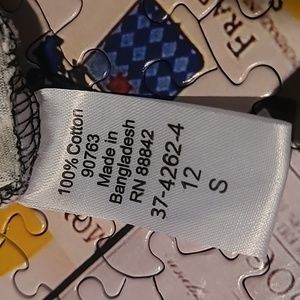 100% Cotton
90763
Made in
Bangladesh
RN 88842
37-4262-4
12
S